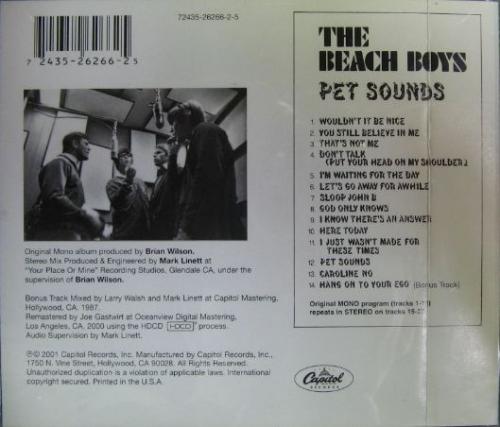 72435-26266-2-5
7 2435-26266-2 5
Original Mono album produced by Brian Wilson.
Stereo Mix Produced & Engineered by Mark Linett at
"Your Place Or Mine" Recording Studios, Glendale CA, under the
supervision of Brian Wilson.
Bonus Track Mixed by Larry Walsh and Mark Linett at Capitol Mastering,
Hollywood, CA, 1987.
Remastered by Joe Gastwirt at Oceanview Digital Mastering,
Los Angeles, CA, 2000 using the HDCD HDCD process.
Audio Supervision by Mark Linett.
℗ © 2001 Capitol Records, Inc. Manufactured by Capitol Records, Inc.,
1750 N. Vine Street, Hollywood, CA 90028. All Rights Reserved.
Unauthorized duplication is a violation of applicable laws. International
copyright secured. Printed in the U.S.A.
THE
BEACH BOYS
PET SOUNDS
1 WOULDN'T IT BE NICE
2 YOU STILL BELIEVE IN ME
3 THAT'S NOT ME
4 DON'T TALK
(PUT YOUR HEAD ON MY SHOULDER)
5 I'M WAITING FOR THE DAY
6 LET'S GO AWAY FOR AWHILE
7 SLOOP JOHN B
8 GOD ONLY KNOWS
9 I KNOW THERE'S AN ANSWER
10 HERE TODAY
11 I JUST WASN'T MADE FOR
THESE TIMES
12 PET SOUNDS
13 CAROLINE NO
14 HANG ON TO YOUR EGO (Bonus Track)
Original MONO program (tracks
repeats in STEREO on tracks
Capitol
RECORDS